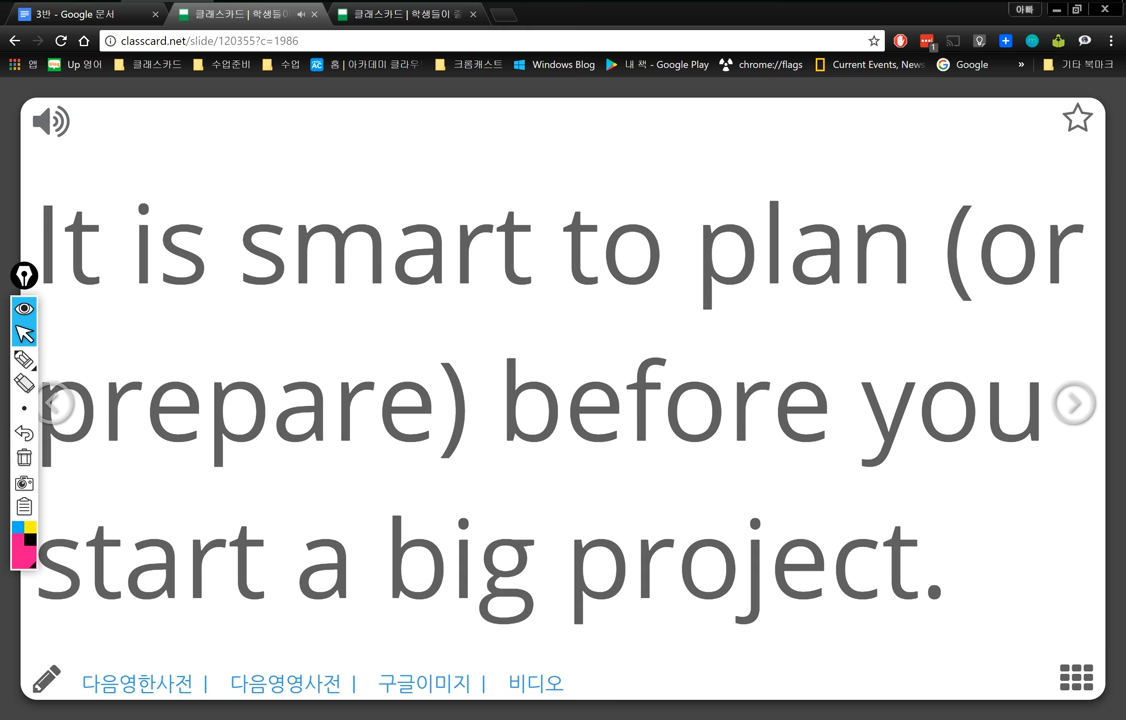 3반 - Google 문서
클래스카드 | 학생들이
클래스카드 | 학생들이 좋
아빠
classcard.net/slide/120355?c=1986
1
앱
Up 영어
클래스카드
수업준비
수업
홈 | 아카데미 클라우
크롬캐스트
Windows Blog
내 책 - Google Play
chrome://flags
Current Events, News
Google
»
기타 북마크
It is smart to plan (or
prepare) before you
start a big project.
다음영한사전 |
다음영영사전 |
구글이미지 |
비디오